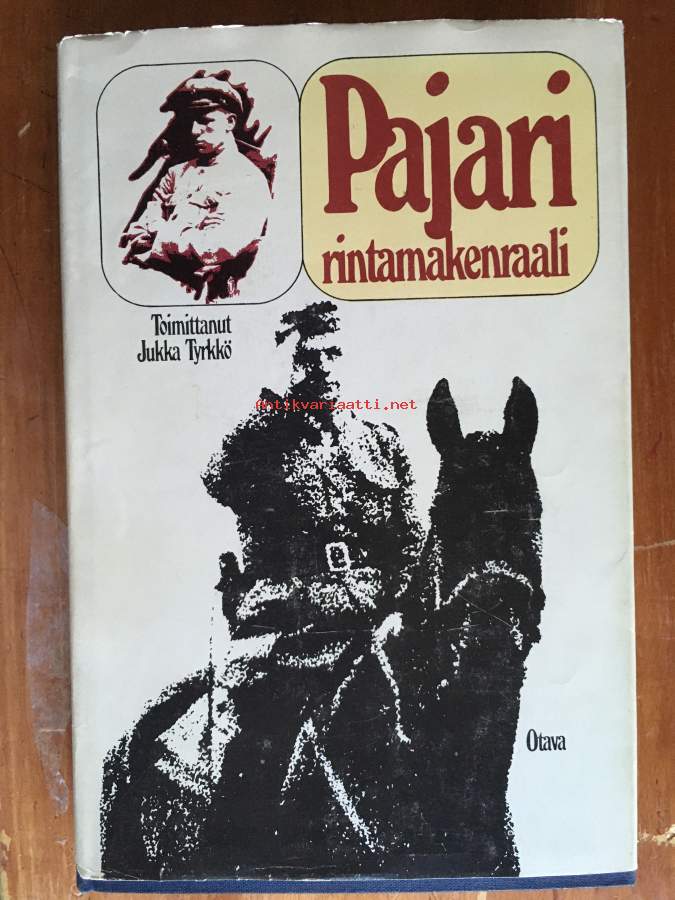 Pajari
rintamakenraali
Toimittanut
Jukka Tyrkkö
Antikvariaatti.net
Otava